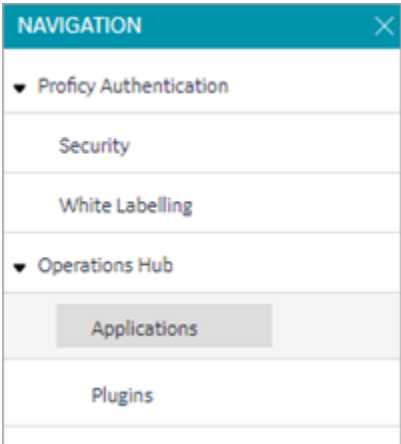 NAVIGATION
Proficy Authentication
Security
White Labelling
Operations Hub
Applications
Plugins